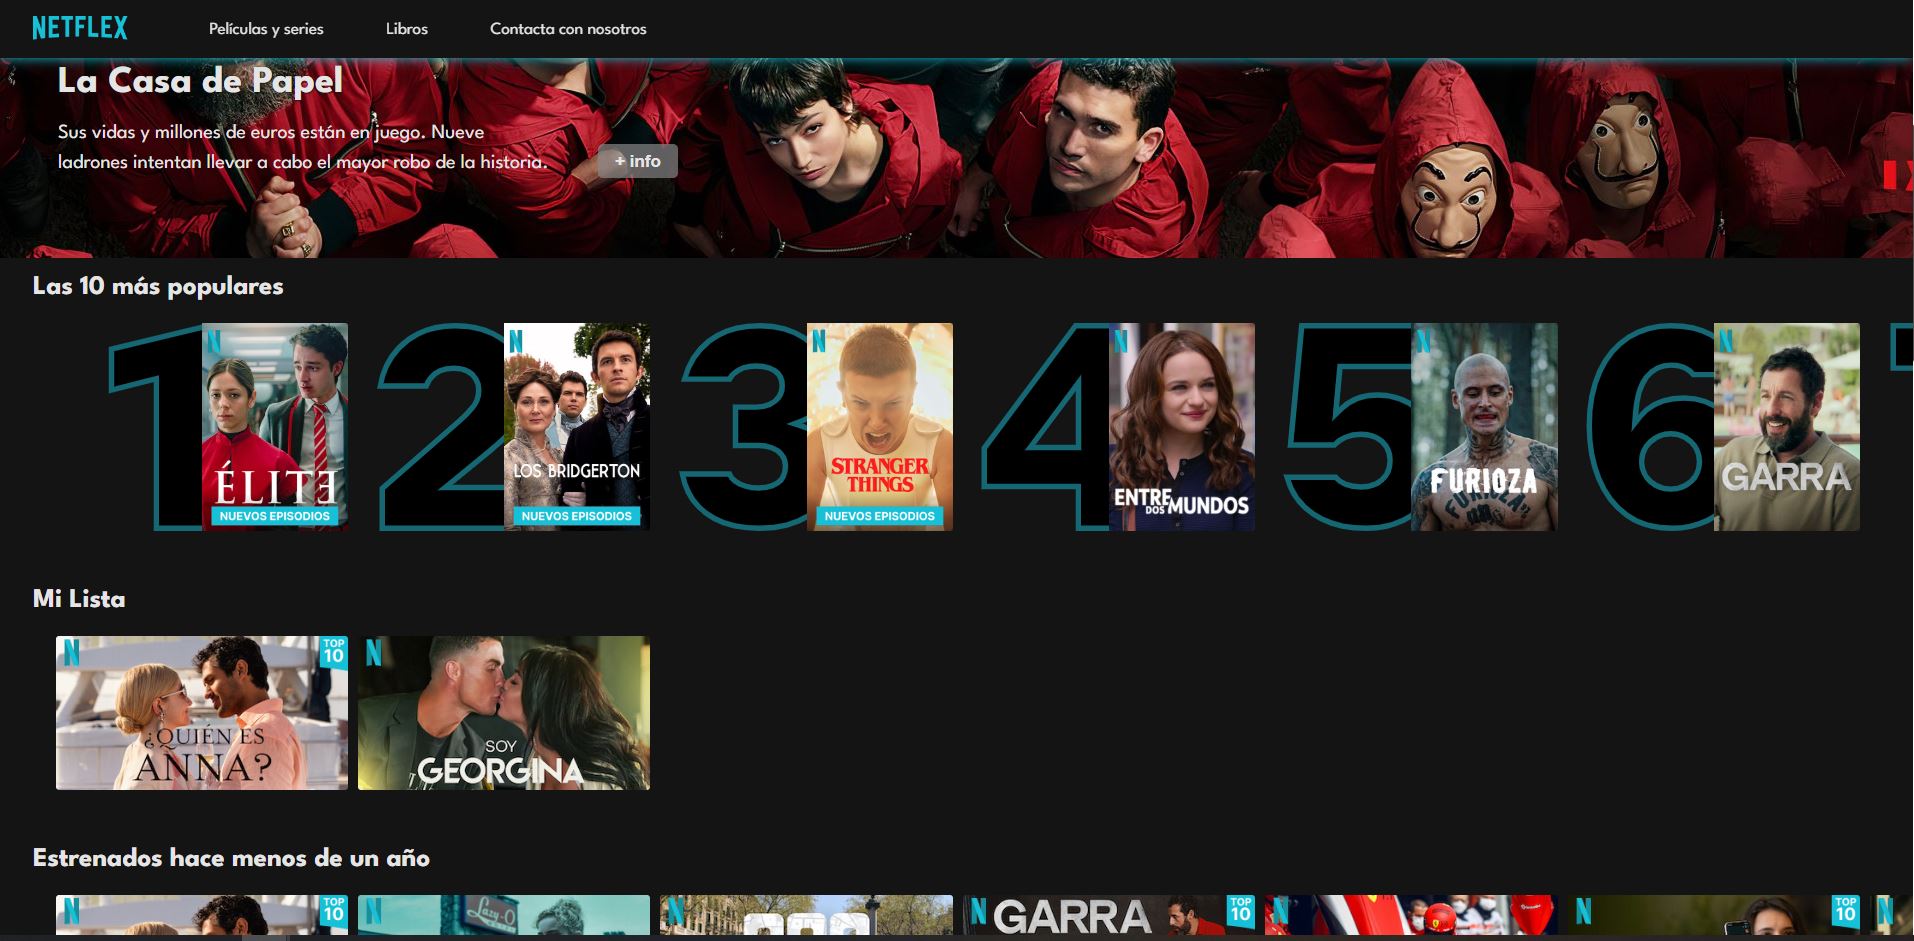 NETFLEX
Películas y series
Libros
Contacta con nosotros
La Casa de Papel
Sus vidas y millones de euros están en juego. Nueve
ladrones intentan llevar a cabo el mayor robo de la historia.
+ info
Las 10 más populares
1
N
ÉLITE
NUEVOS EPISODIOS
2
N
LOS BRIDGERTON
NUEVOS EPISODIOS
3
N
STRANGER
THINGS
NUEVOS EPISODIOS
4
N
ENTRE
DOS MUNDOS
5
N
FURIOZA
6
N
GARRA
Mi Lista
N
TOP
10
¿QUIÉN ES
ANNA?
N
SOY
GEORGINA
Estrenados hace menos de un año
N
TOP
10
N
Lazy-O
N
N
GARRA
TOP
10
N
N
TOP
10
N